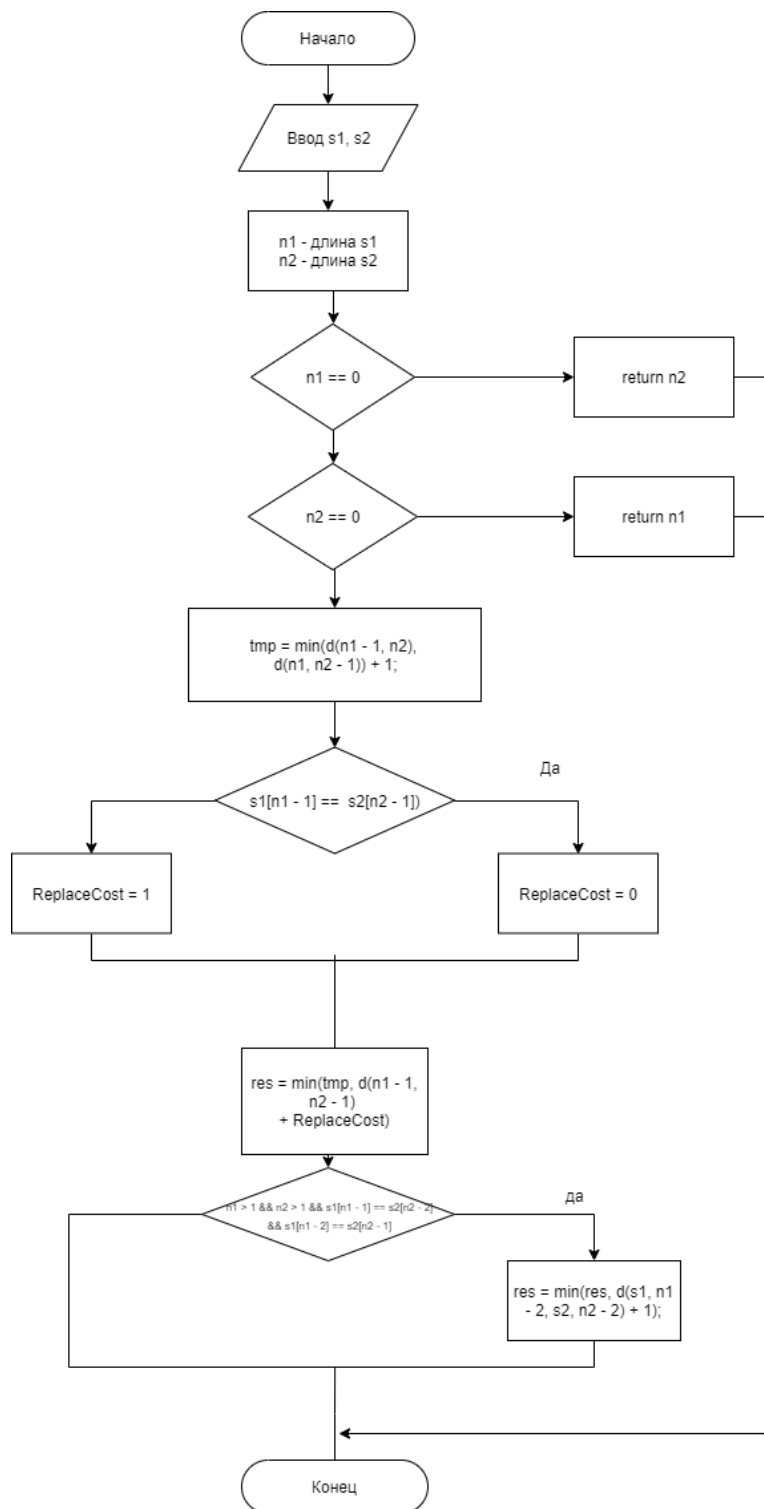 Начало
Ввод s1, s2
n1 - длина s1
n2 - длина s2
n1 == 0
return n2
n2 == 0
return n1
tmp = min(d(n1 - 1, n2),
d(n1, n2 - 1)) + 1;
Да
s1[n1 - 1] == s2[n2 - 1])
ReplaceCost = 1
ReplaceCost = 0
res = min(tmp, d(n1 - 1,
n2 - 1)
+ ReplaceCost)
да
n1 > 1 && n2 > 1 && s1[n1 - 1] == s2[n2 - 2]
&& s1[n1 - 2] == s2[n2 - 1]
res = min(res, d(s1, n1
- 2, s2, n2 - 2) + 1);
Конец